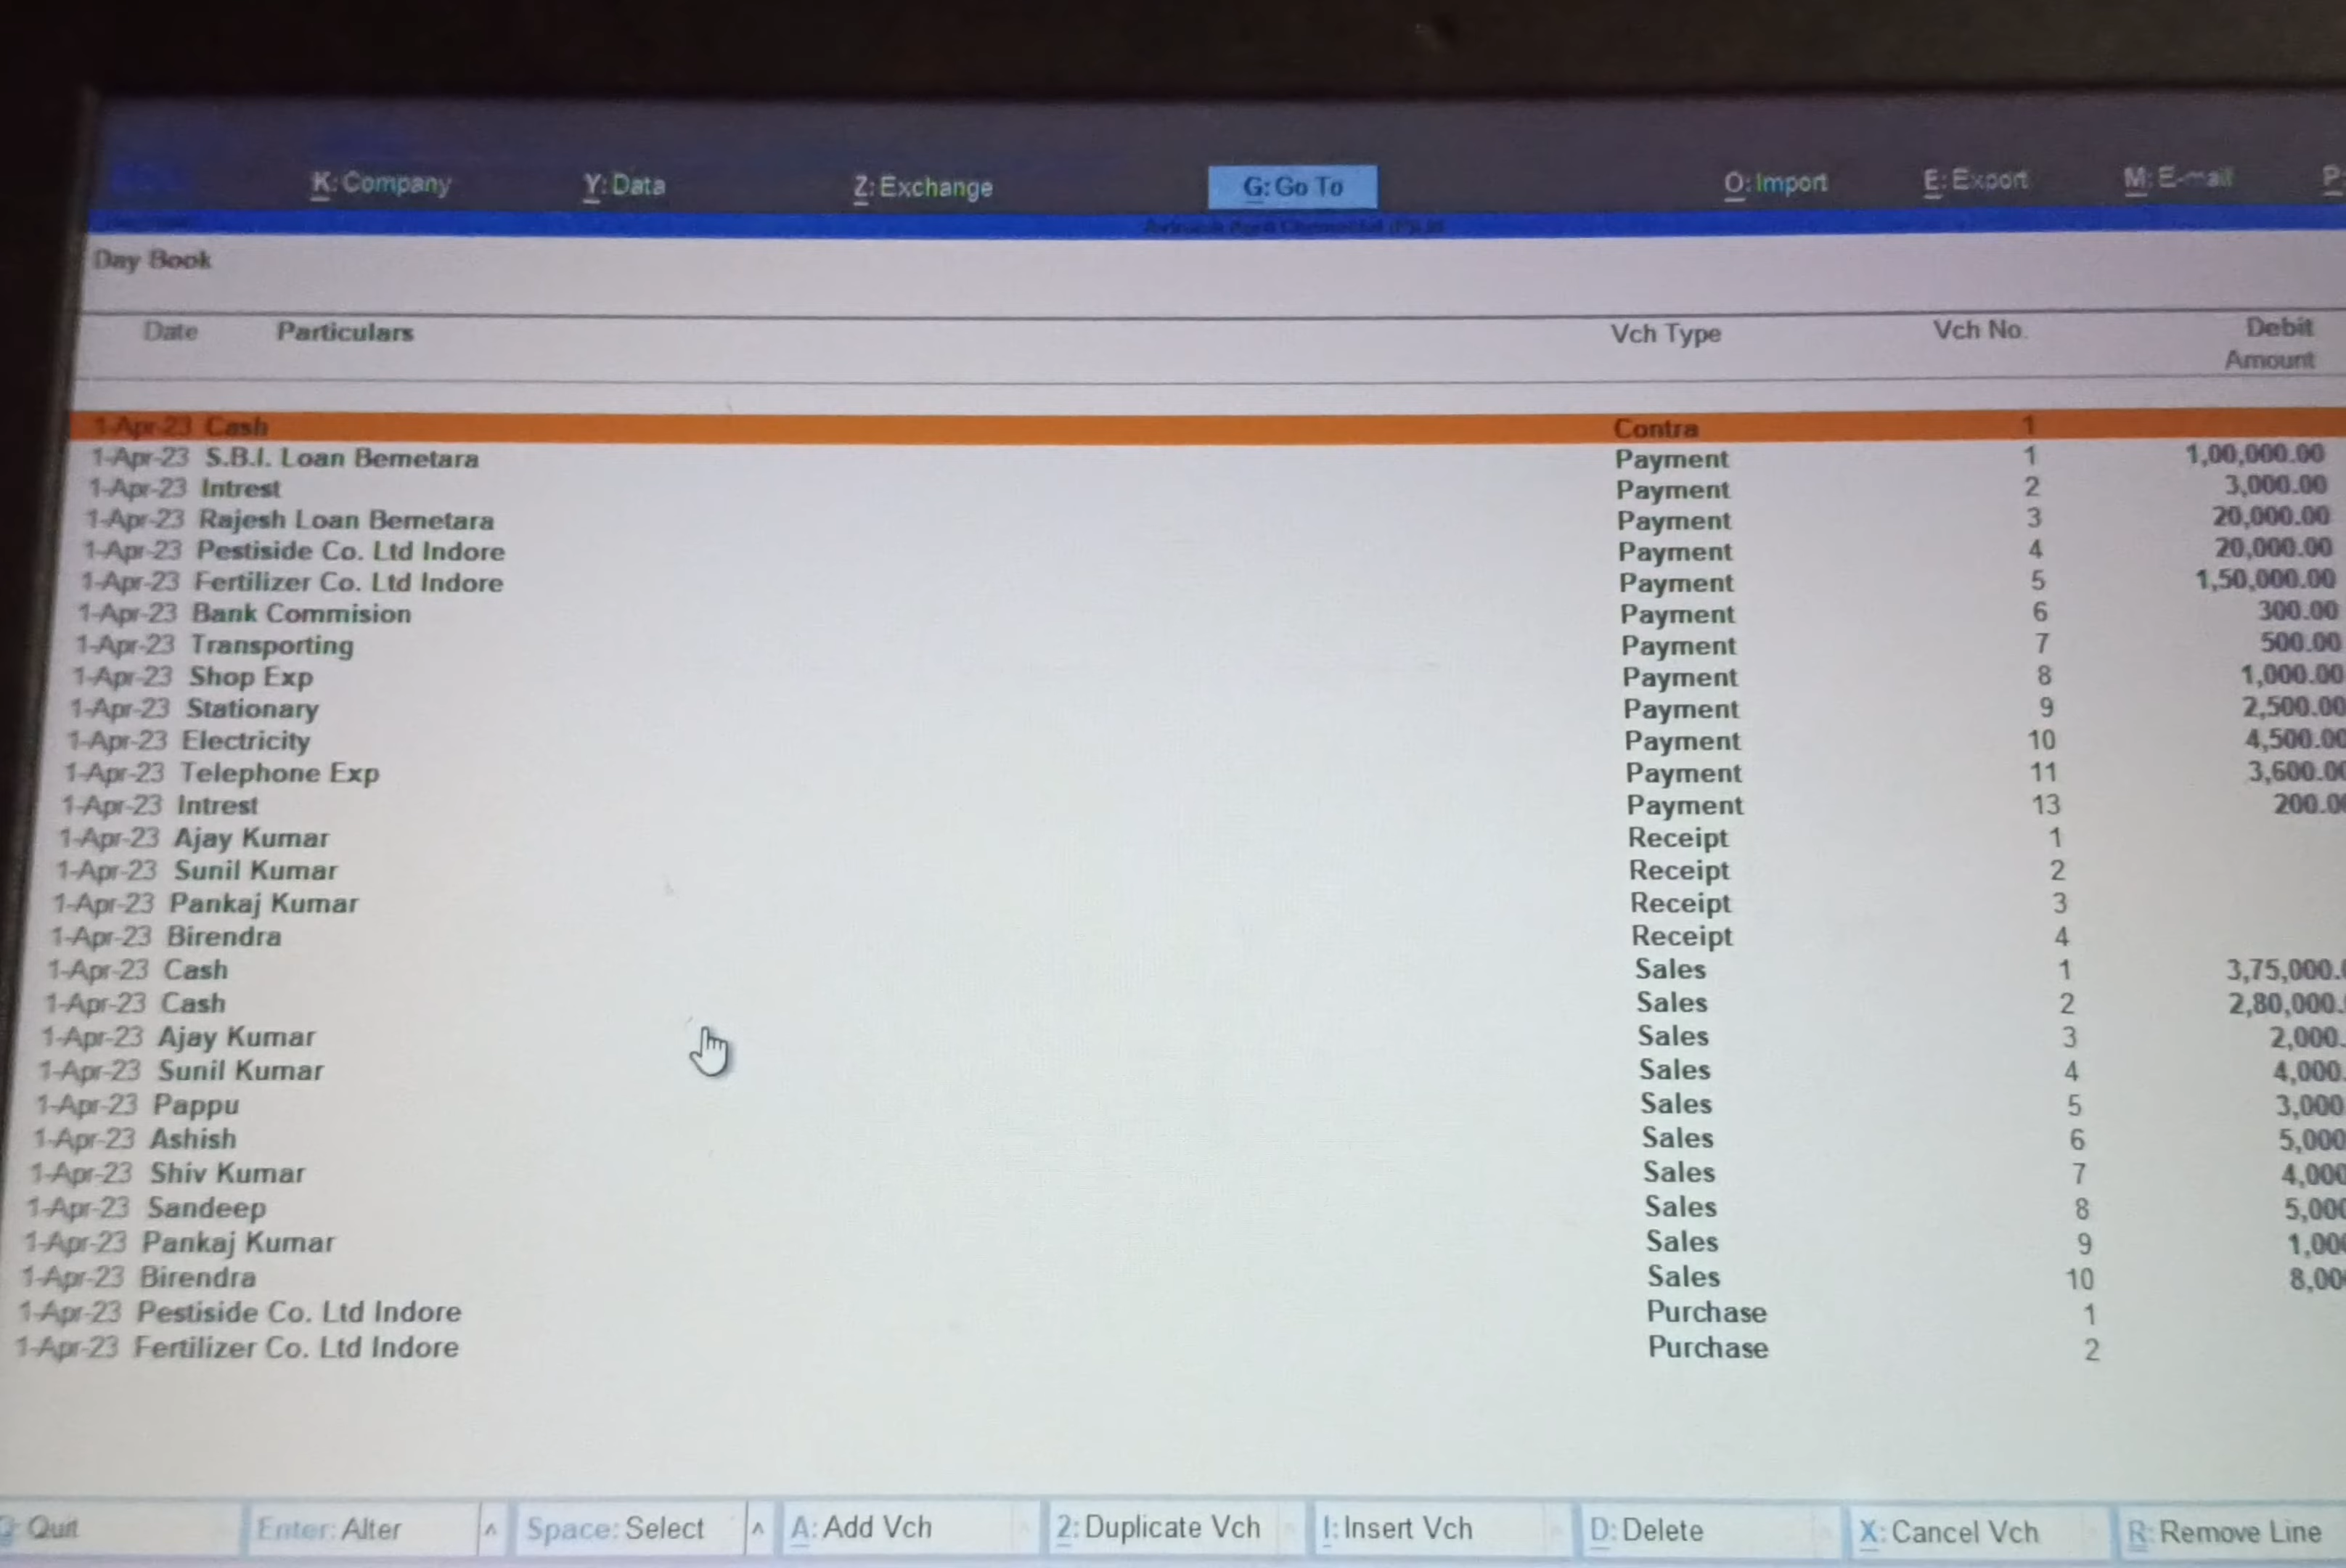 K: Company Y: Data Z: Exchange G: Go To O: Import E: Export M: E-mail P:
Day Book
Date Particulars Vch Type Vch No. Debit
Amount
1-Apr-23 Cash Contra 1
1-Apr-23 S.B.I. Loan Bemetara Payment 1 1,00,000.00
1-Apr-23 Intrest Payment 2 3,000.00
1-Apr-23 Rajesh Loan Bemetara Payment 3 20,000.00
1-Apr-23 Pestiside Co. Ltd Indore Payment 4 20,000.00
1-Apr-23 Fertilizer Co. Ltd Indore Payment 5 1,50,000.00
1-Apr-23 Bank Commision Payment 6 300.00
1-Apr-23 Transporting Payment 7 500.00
1-Apr-23 Shop Exp Payment 8 1,000.00
1-Apr-23 Stationary Payment 9 2,500.00
1-Apr-23 Electricity Payment 10 4,500.00
1-Apr-23 Telephone Exp Payment 11 3,600.00
1-Apr-23 Intrest Payment 13 200.00
1-Apr-23 Ajay Kumar Receipt 1
1-Apr-23 Sunil Kumar Receipt 2
1-Apr-23 Pankaj Kumar Receipt 3
1-Apr-23 Birendra Receipt 4
1-Apr-23 Cash Sales 1 3,75,000.
1-Apr-23 Cash Sales 2 2,80,000.
1-Apr-23 Ajay Kumar Sales 3 2,000.
1-Apr-23 Sunil Kumar Sales 4 4,000.
1-Apr-23 Pappu Sales 5 3,000
1-Apr-23 Ashish Sales 6 5,000
1-Apr-23 Shiv Kumar Sales 7 4,000
1-Apr-23 Sandeep Sales 8 5,000
1-Apr-23 Pankaj Kumar Sales 9 1,000
1-Apr-23 Birendra Sales 10 8,00
1-Apr-23 Pestiside Co. Ltd Indore Purchase 1
1-Apr-23 Fertilizer Co. Ltd Indore Purchase 2
Quit Enter: Alter Space: Select A: Add Vch 2: Duplicate Vch I: Insert Vch D: Delete X: Cancel Vch R: Remove Line